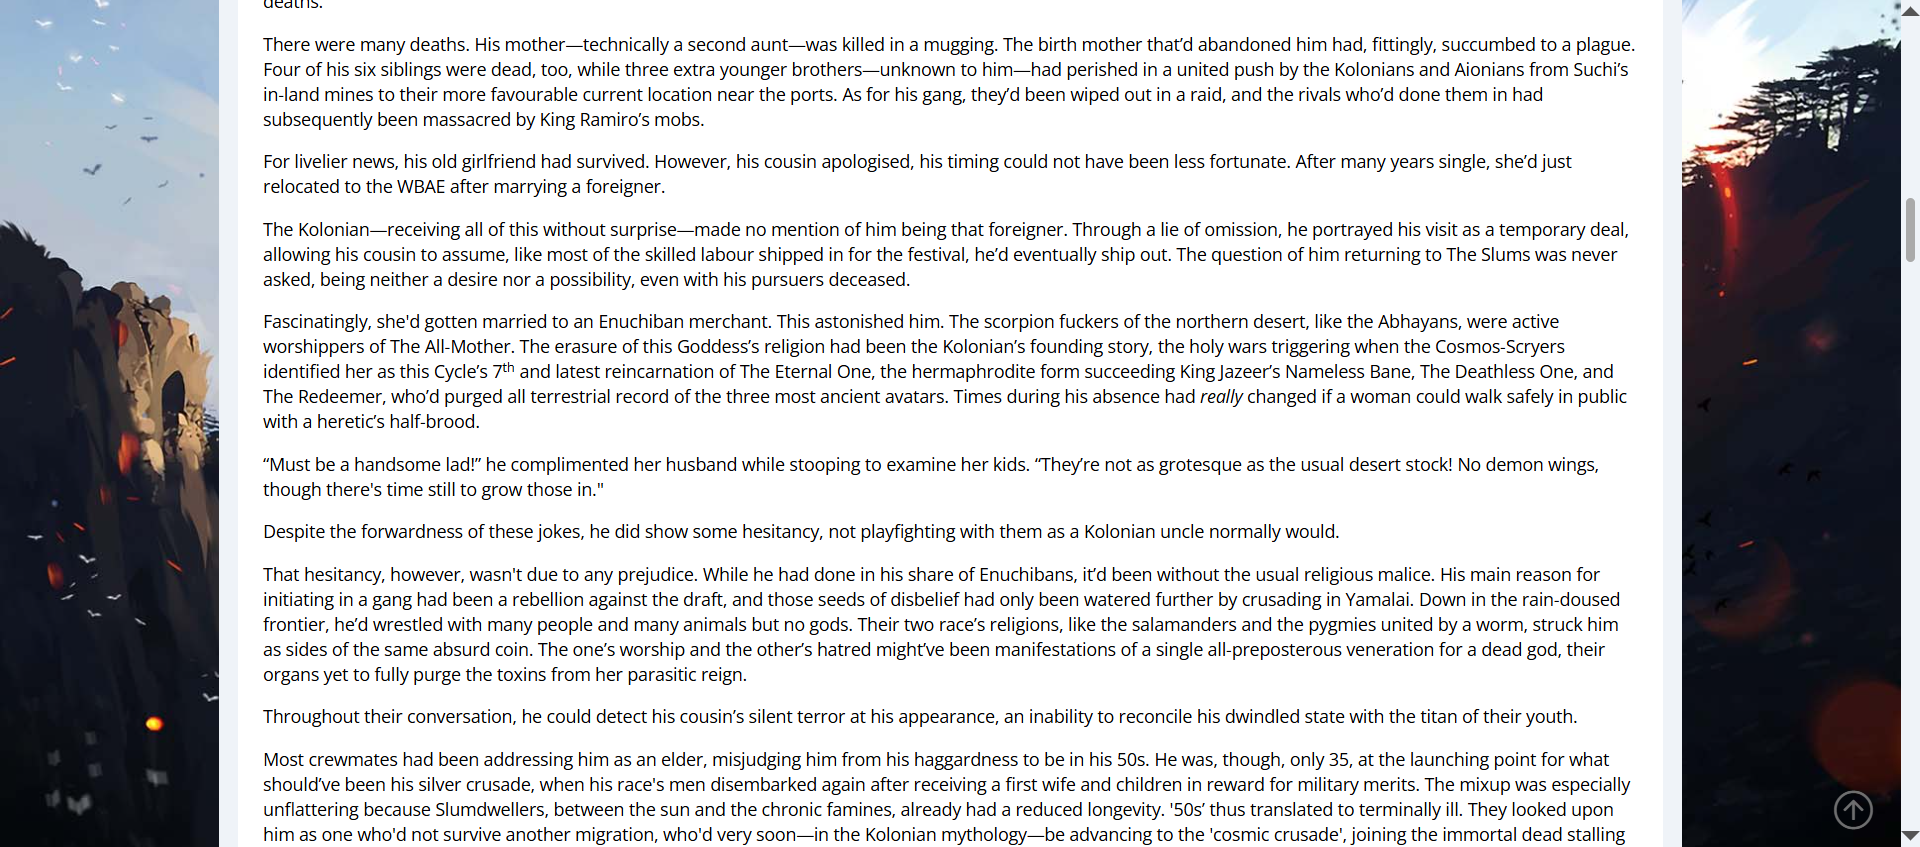 deaths.
There were many deaths. His mother—technically a second aunt—was killed in a mugging. The birth mother that’d abandoned him had, fittingly, succumbed to a plague.
Four of his six siblings were dead, too, while three extra younger brothers—unknown to him—had perished in a united push by the Kolonians and Aionians from Suchi’s
in-land mines to their more favourable current location near the ports. As for his gang, they’d been wiped out in a raid, and the rivals who’d done them in had
subsequently been massacred by King Ramiro’s mobs.
For livelier news, his old girlfriend had survived. However, his cousin apologised, his timing could not have been less fortunate. After many years single, she’d just
relocated to the WBAE after marrying a foreigner.
The Kolonian—receiving all of this without surprise—made no mention of him being that foreigner. Through a lie of omission, he portrayed his visit as a temporary deal,
allowing his cousin to assume, like most of the skilled labour shipped in for the festival, he’d eventually ship out. The question of him returning to The Slums was never
asked, being neither a desire nor a possibility, even with his pursuers deceased.
Fascinatingly, she'd gotten married to an Enuchiban merchant. This astonished him. The scorpion fuckers of the northern desert, like the Abhayans, were active
worshippers of The All-Mother. The erasure of this Goddess’s religion had been the Kolonian’s founding story, the holy wars triggering when the Cosmos-Scryers
identified her as this Cycle’s 7th and latest reincarnation of The Eternal One, the hermaphrodite form succeeding King Jazeer’s Nameless Bane, The Deathless One, and
The Redeemer, who’d purged all terrestrial record of the three most ancient avatars. Times during his absence had really changed if a woman could walk safely in public
with a heretic’s half-brood.
“Must be a handsome lad!” he complimented her husband while stooping to examine her kids. “They’re not as grotesque as the usual desert stock! No demon wings,
though there's time still to grow those in."
Despite the forwardness of these jokes, he did show some hesitancy, not playfighting with them as a Kolonian uncle normally would.
That hesitancy, however, wasn't due to any prejudice. While he had done in his share of Enuchibans, it’d been without the usual religious malice. His main reason for
initiating in a gang had been a rebellion against the draft, and those seeds of disbelief had only been watered further by crusading in Yamalai. Down in the rain-doused
frontier, he’d wrestled with many people and many animals but no gods. Their two race’s religions, like the salamanders and the pygmies united by a worm, struck him
as sides of the same absurd coin. The one’s worship and the other’s hatred might’ve been manifestations of a single all-preposterous veneration for a dead god, their
organs yet to fully purge the toxins from her parasitic reign.
Throughout their conversation, he could detect his cousin’s silent terror at his appearance, an inability to reconcile his dwindled state with the titan of their youth.
Most crewmates had been addressing him as an elder, misjudging him from his haggardness to be in his 50s. He was, though, only 35, at the launching point for what
should’ve been his silver crusade, when his race's men disembarked again after receiving a first wife and children in reward for military merits. The mixup was especially
unflattering because Slumdwellers, between the sun and the chronic famines, already had a reduced longevity. '50s’ thus translated to terminally ill. They looked upon
him as one who'd not survive another migration, who'd very soon—in the Kolonian mythology—be advancing to the 'cosmic crusade', joining the immortal dead stalling